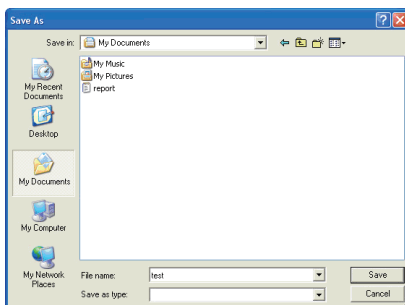 Save As
Save in:
My Documents
My Recent
Documents
Desktop
My Documents
My Computer
My Network
Places
My Music
My Pictures
report
File name:
test
Save
Save as type:
Cancel